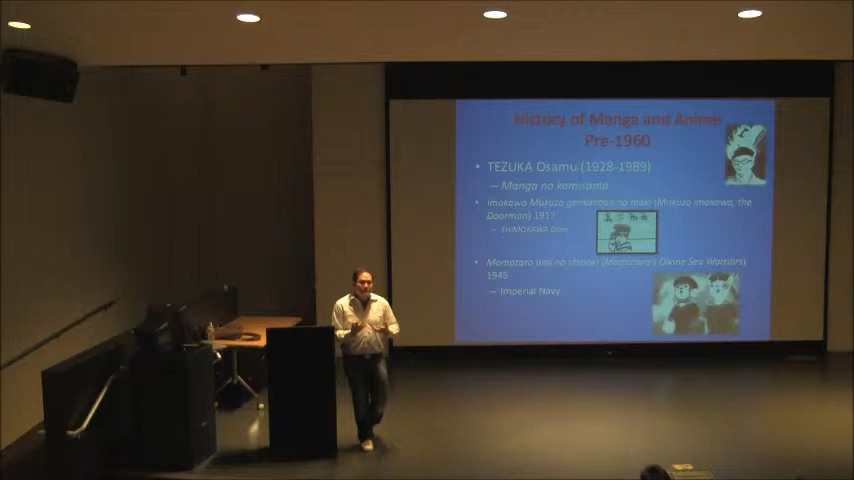 History of Manga and Anime
Pre-1960
• TEZUKA Osamu (1928-1989)
– Manga no kamisama
• Imokawa Mukuzo genkanban no maki (Mukuzo Imokawa, the
Doorman) 1917
– SHIMOKAWA Oten
• Momotaro umi no shinpei (Momotaro's Divine Sea Warriors)
1945
– Imperial Navy